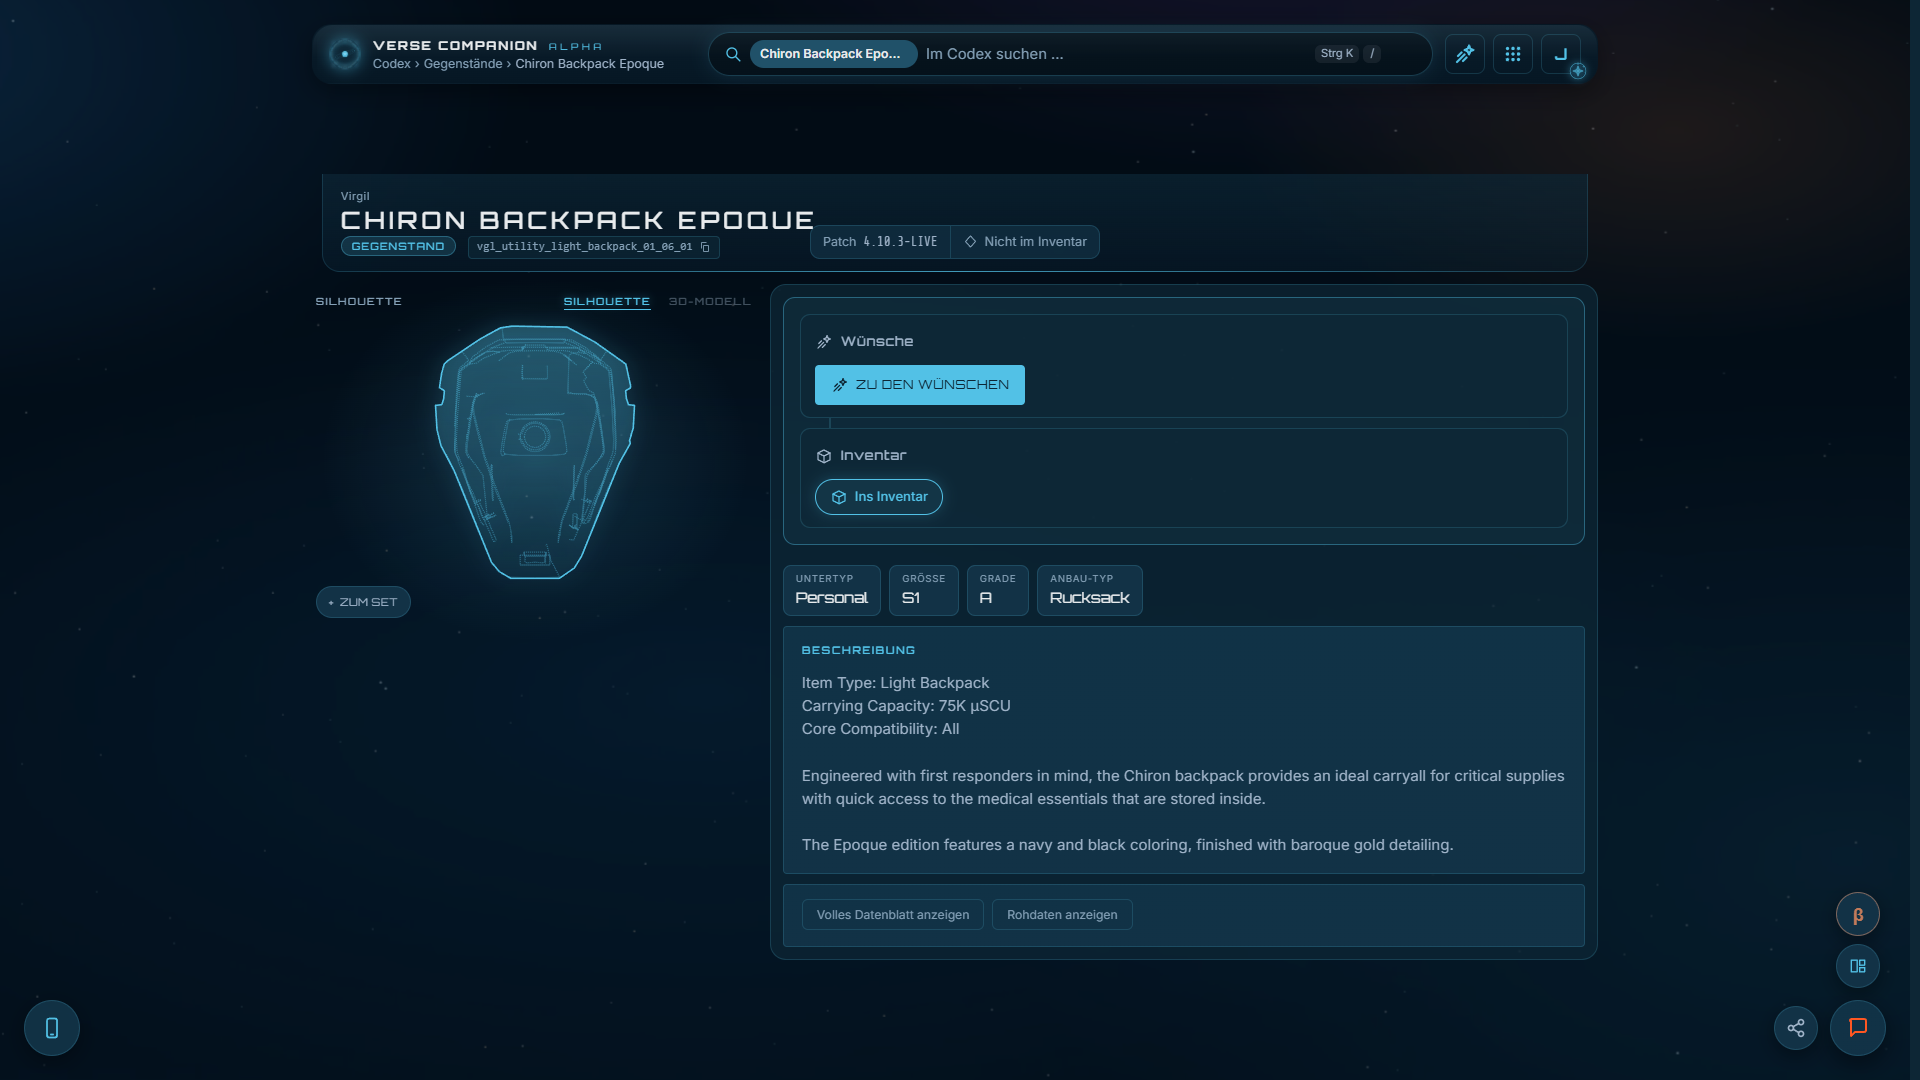 VERSE COMPANION ALPHA
Codex › Gegenstände › Chiron Backpack Epoque
Chiron Backpack Epo... Im Codex suchen ... Strg K /
Virgil
CHIRON BACKPACK EPOQUE
GEGENSTAND vgl_utility_light_backpack_01_06_01
Patch 4.10.3-LIVE Nicht im Inventar
SILHOUETTE SILHOUETTE 3D-MODELL
Wünsche
ZU DEN WÜNSCHEN
Inventar
Ins Inventar
+ ZUM SET
UNTERTYP GRÖSSE GRADE ANBAU-TYP
Personal S1 A Rucksack
BESCHREIBUNG
Item Type: Light Backpack
Carrying Capacity: 75K µSCU
Core Compatibility: All
Engineered with first responders in mind, the Chiron backpack provides an ideal carryall for critical supplies
with quick access to the medical essentials that are stored inside.
The Epoque edition features a navy and black coloring, finished with baroque gold detailing.
Volles Datenblatt anzeigen Rohdaten anzeigen
β